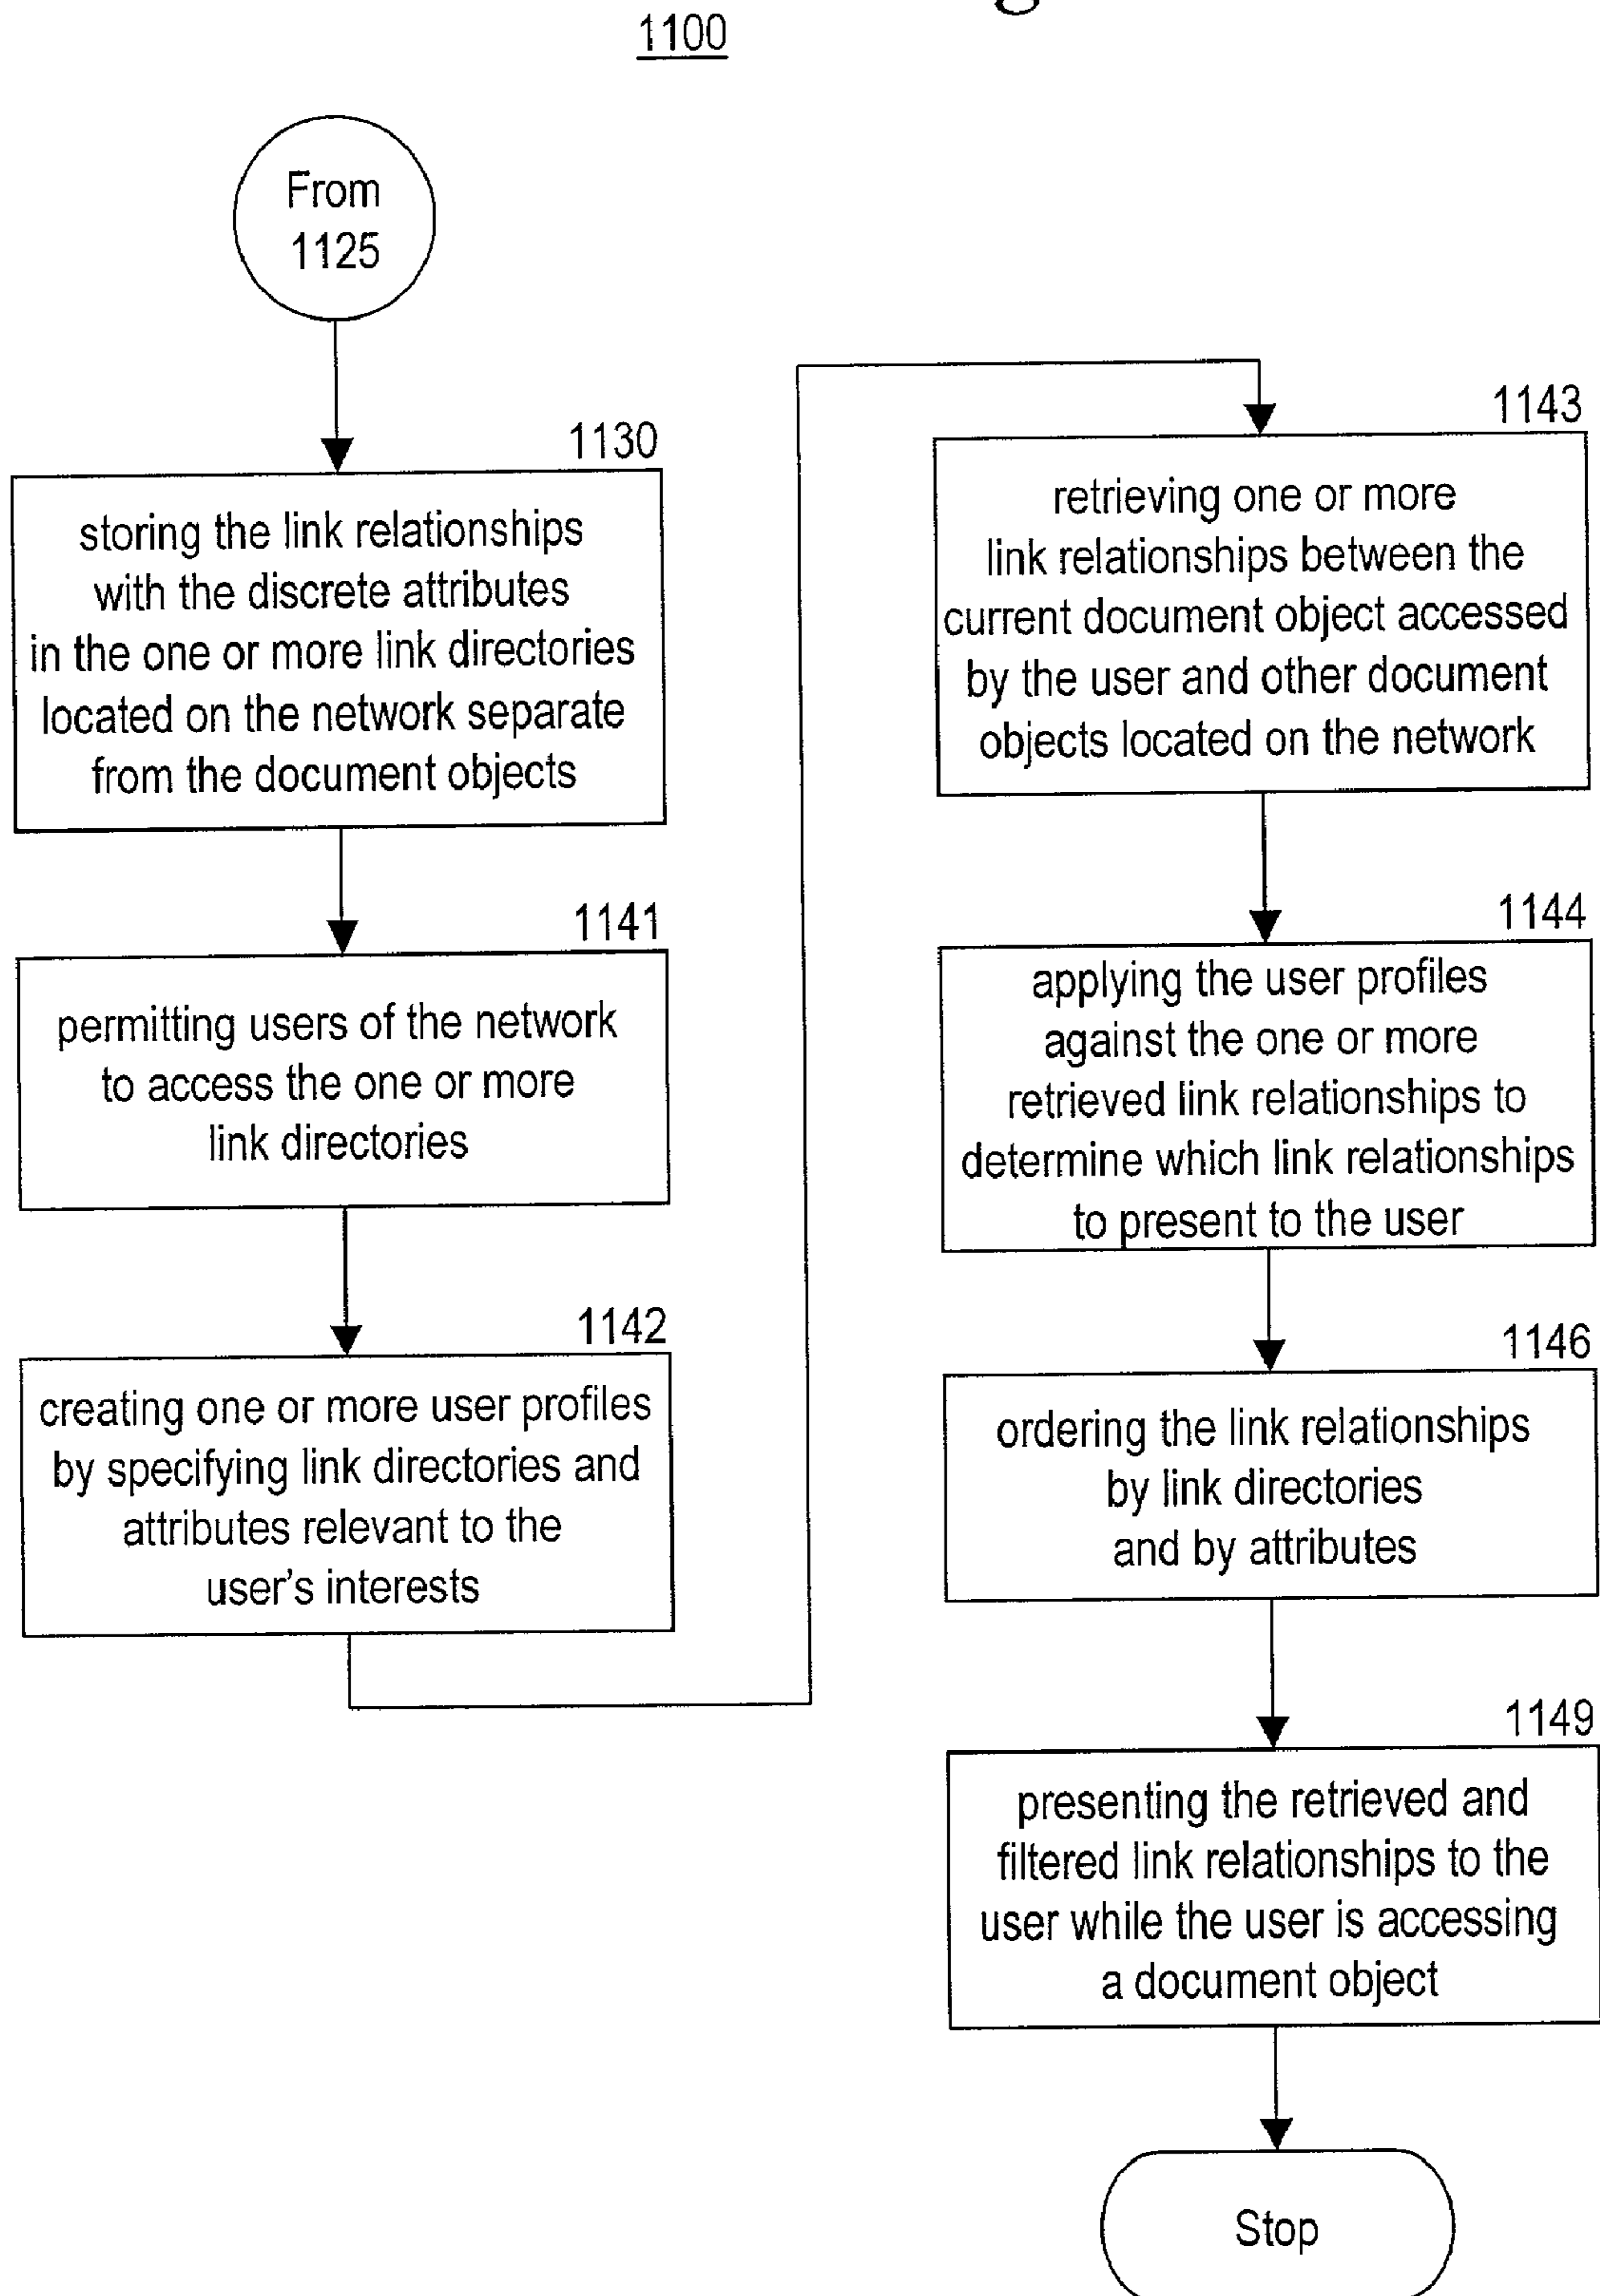 1100
From
1125
1130
storing the link relationships
with the discrete attributes
in the one or more link directories
located on the network separate
from the document objects
1141
permitting users of the network
to access the one or more
link directories
1142
creating one or more user profiles
by specifying link directories and
attributes relevant to the
user's interests
1143
retrieving one or more
link relationships between the
current document object accessed
by the user and other document
objects located on the network
1144
applying the user profiles
against the one or more
retrieved link relationships to
determine which link relationships
to present to the user
1146
ordering the link relationships
by link directories
and by attributes
1149
presenting the retrieved and
filtered link relationships to the
user while the user is accessing
a document object
Stop